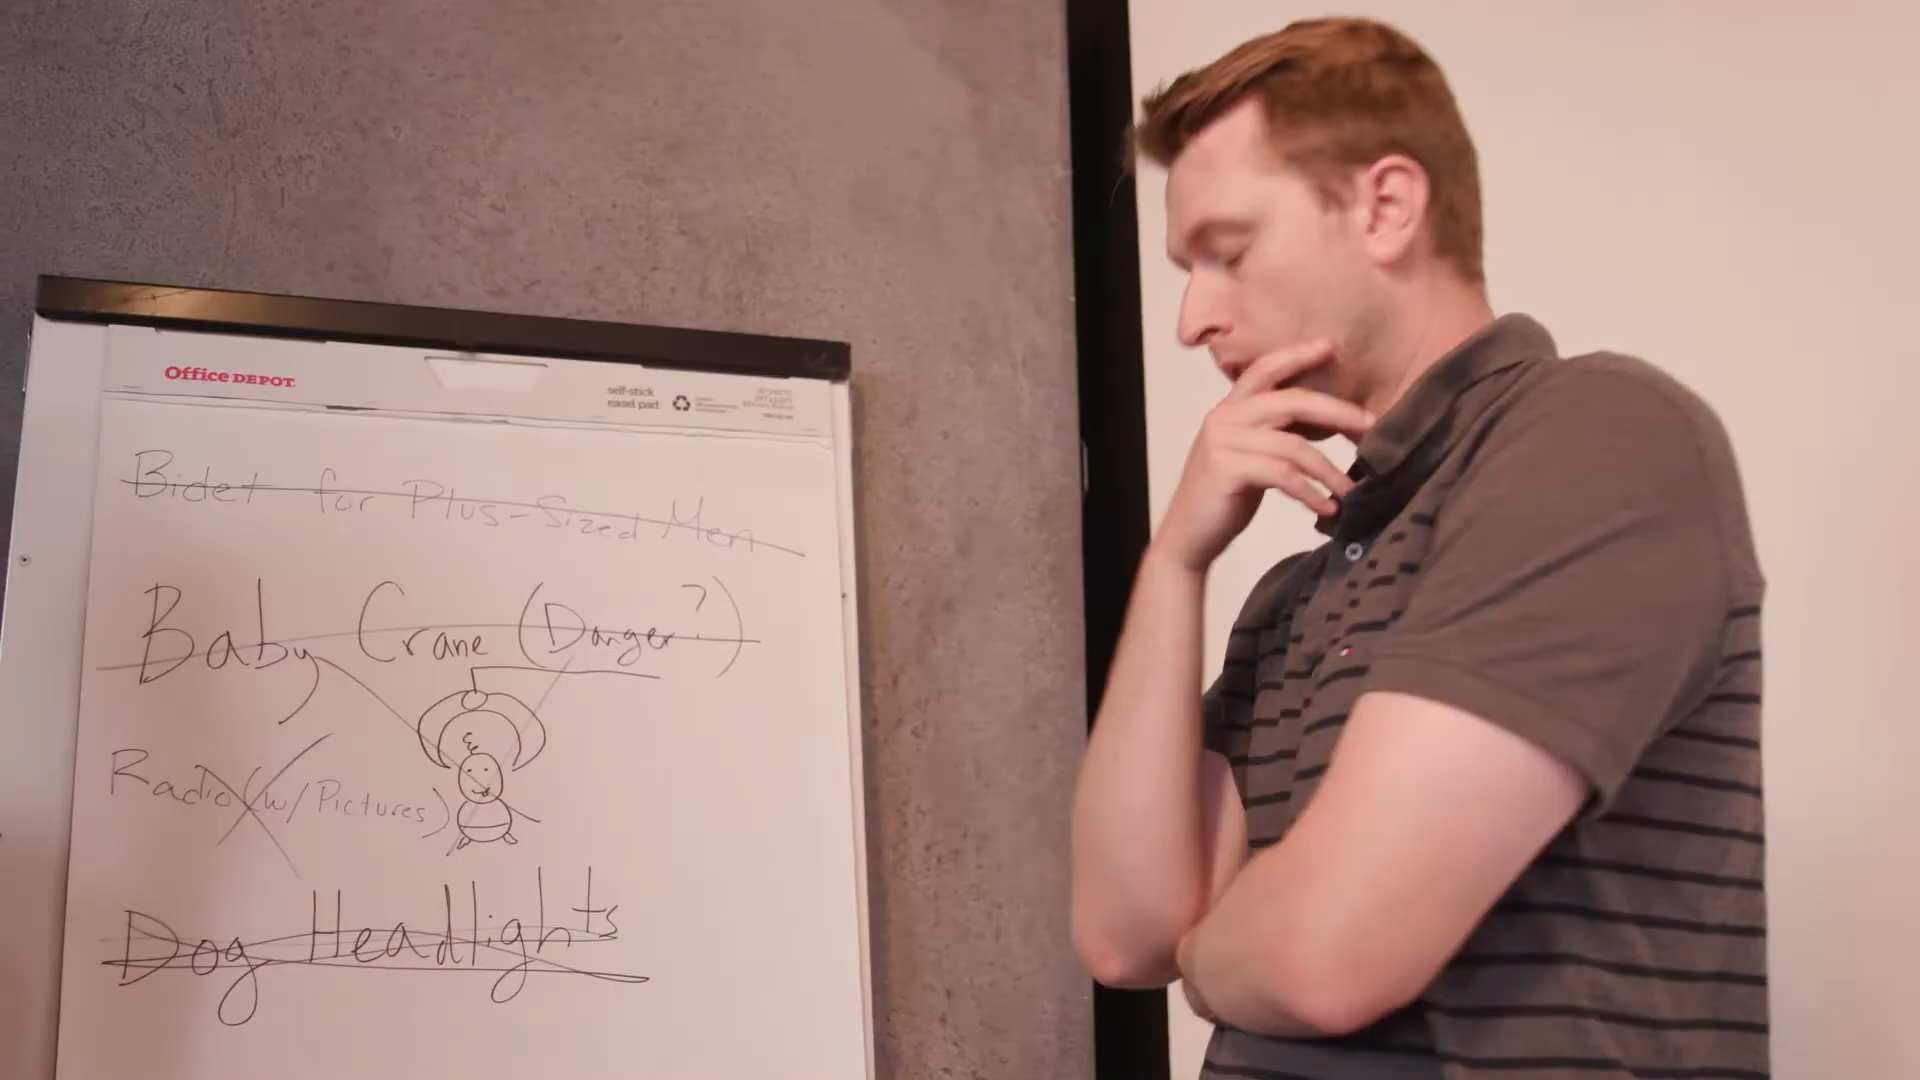 Office DEPOT.
self-stick
easel pad
Bidet for Plus-Sized Men
Baby Crane (Danger?)
Radio (w/ Pictures)
Dog Headlights